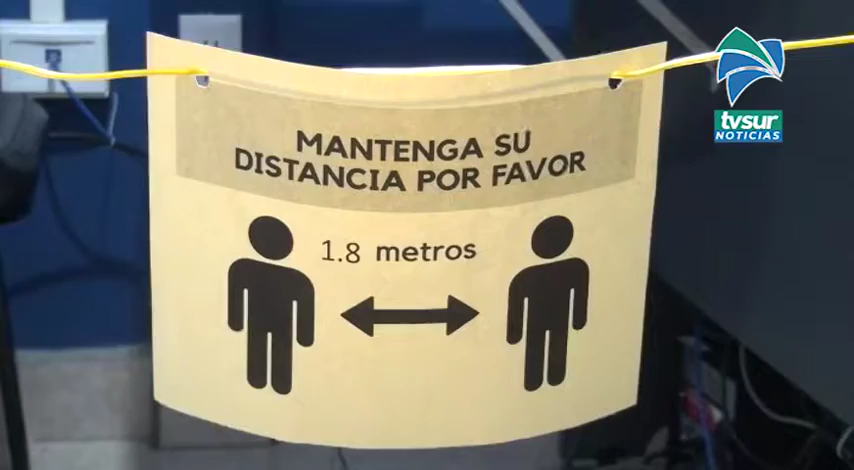 MANTENGA SU
DISTANCIA POR FAVOR
1.8 metros
tvsur
NOTICIAS